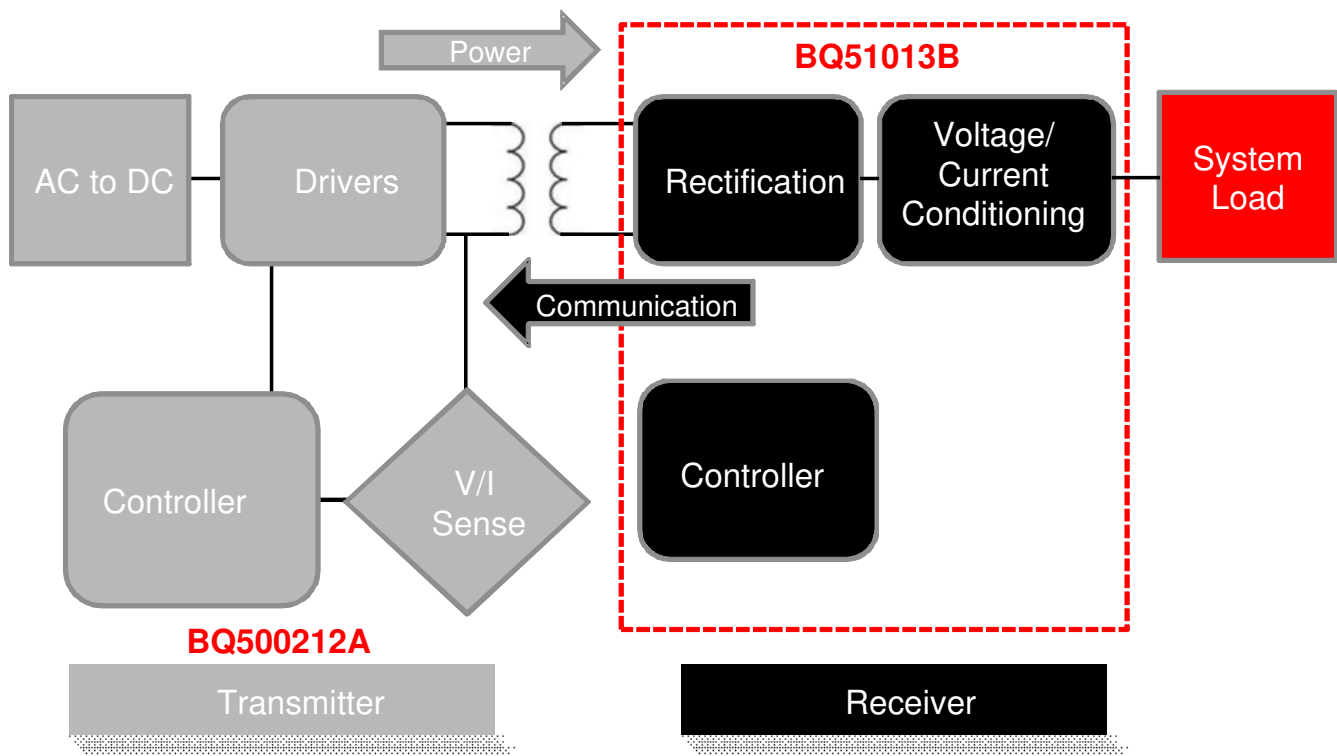 Power
BQ51013B
AC to DC
Drivers
Rectification
Voltage/
Current
Conditioning
System
Load
Communication
Controller
V/I
Sense
Controller
BQ500212A
Transmitter
Receiver